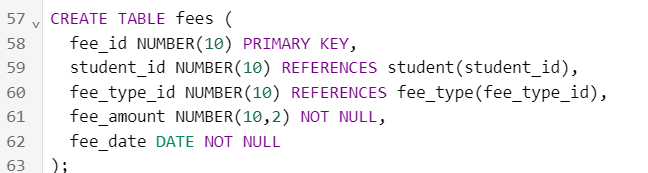 57 CREATE TABLE fees (
58 fee_id NUMBER(10) PRIMARY KEY,
59 student_id NUMBER(10) REFERENCES student(student_id),
60 fee_type_id NUMBER(10) REFERENCES fee_type(fee_type_id),
61 fee_amount NUMBER(10,2) NOT NULL,
62 fee_date DATE NOT NULL
63 );